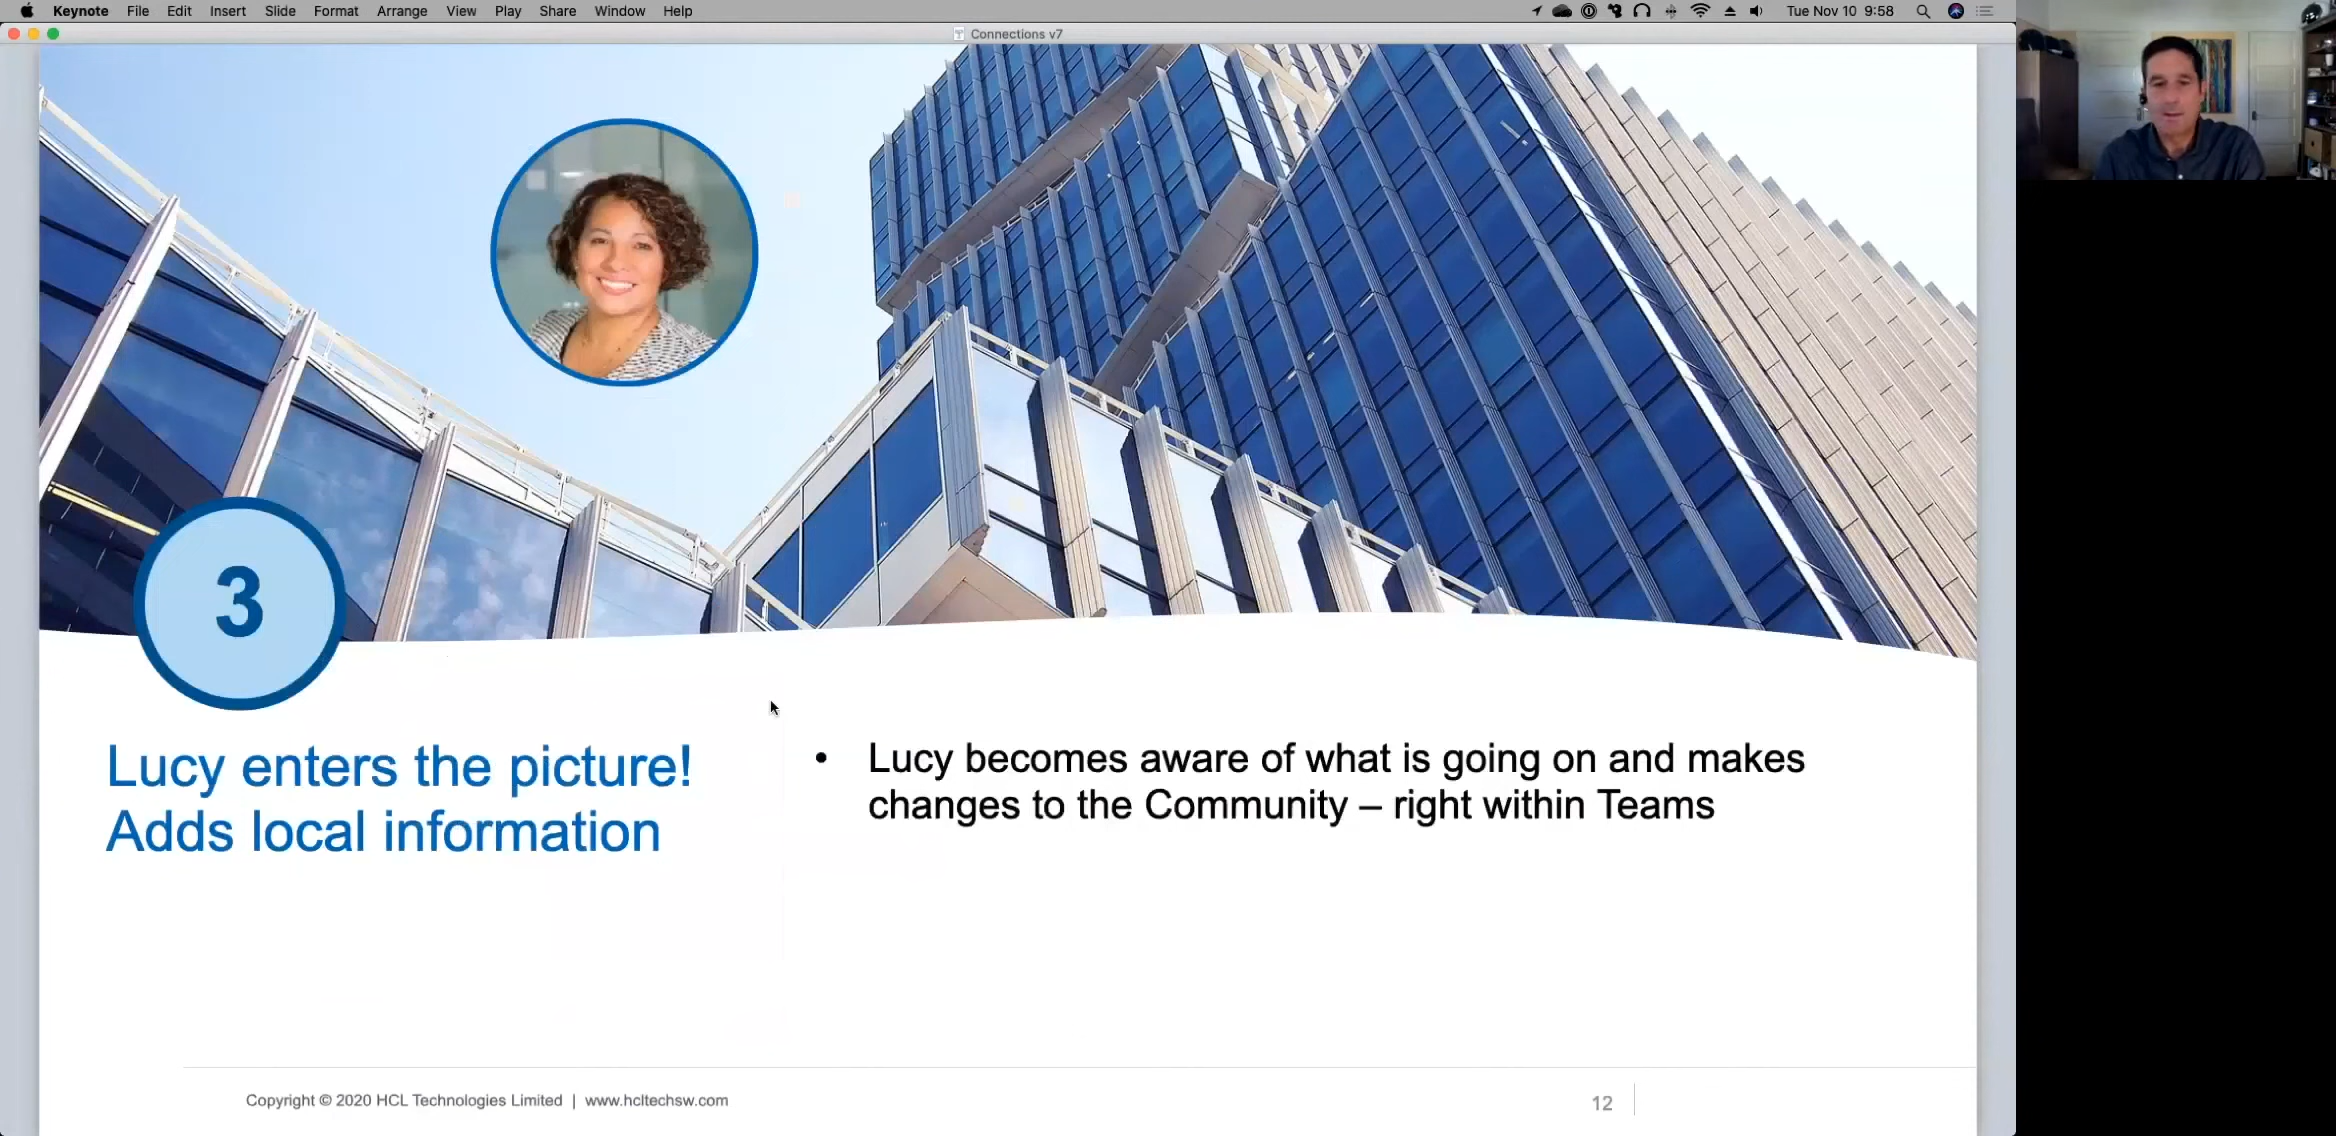 Keynote File Edit Insert Slide Format Arrange View Play Share Window Help Tue Nov 10 9:58
Connections v7
3
Lucy enters the picture!
Adds local information
• Lucy becomes aware of what is going on and makes
changes to the Community – right within Teams
Copyright © 2020 HCL Technologies Limited | www.hcltechsw.com
12